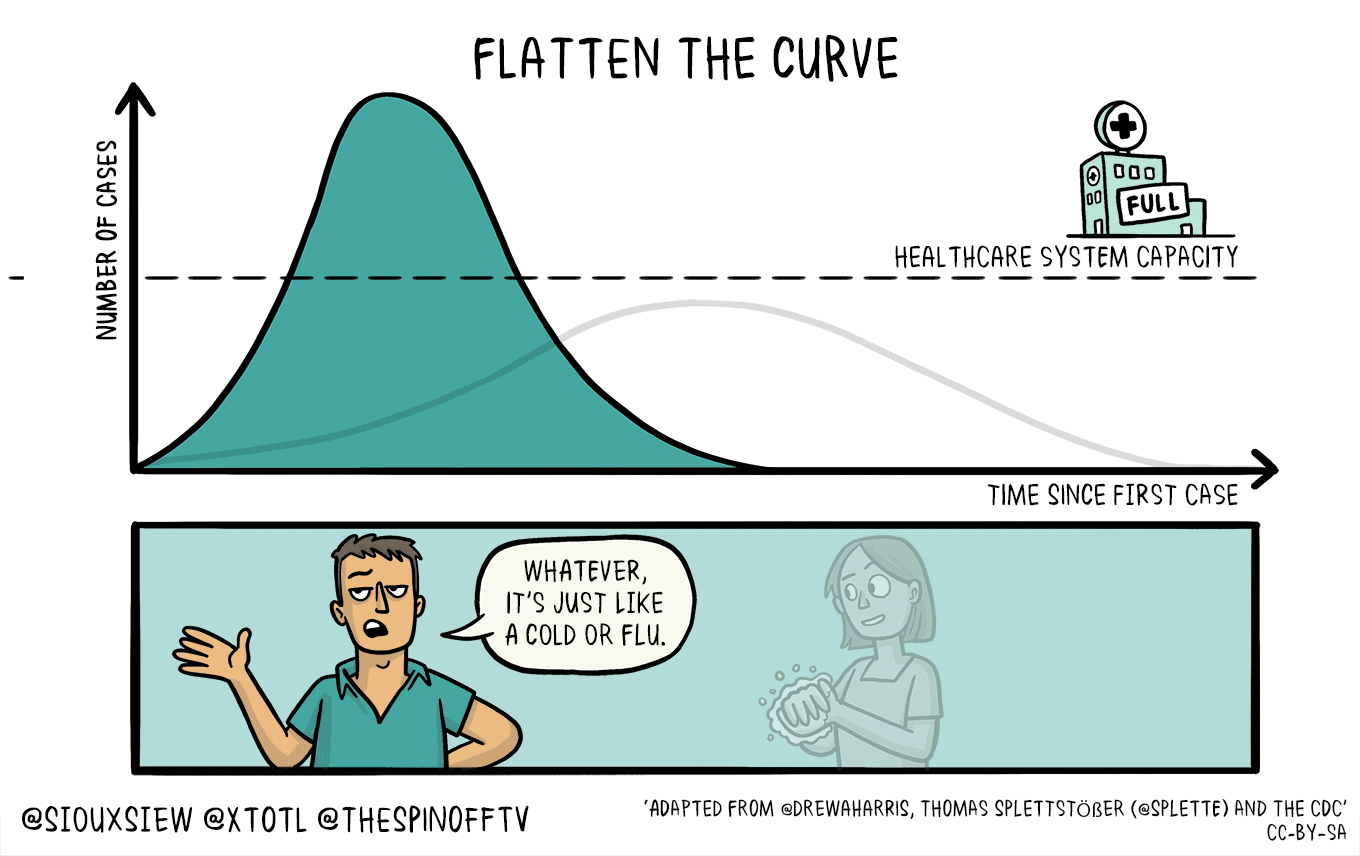 FLATTEN THE CURVE
NUMBER OF CASES
FULL
HEALTHCARE SYSTEM CAPACITY
TIME SINCE FIRST CASE
WHATEVER,
IT'S JUST LIKE
A COLD OR FLU.
@SIOUXSIEW @XTOTL @THESPINOFFTV
'ADAPTED FROM @DREWAHARRIS, THOMAS SPLETTSTÖßER (@SPLETTE) AND THE CDC'
CC-BY-SA